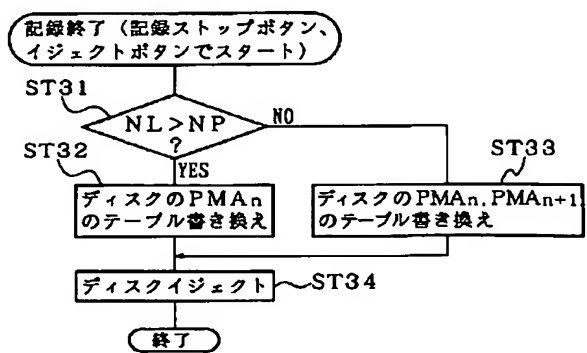 記録終了（記録ストップボタン、
イジェクトボタンでスタート）
ST31
NL>NP
?
NO
YES
ST32
ディスクのPMAn
のテーブル書き換え
ST33
ディスクのPMAn,PMAn+1
のテーブル書き換え
ディスクイジェクト
ST34
終了